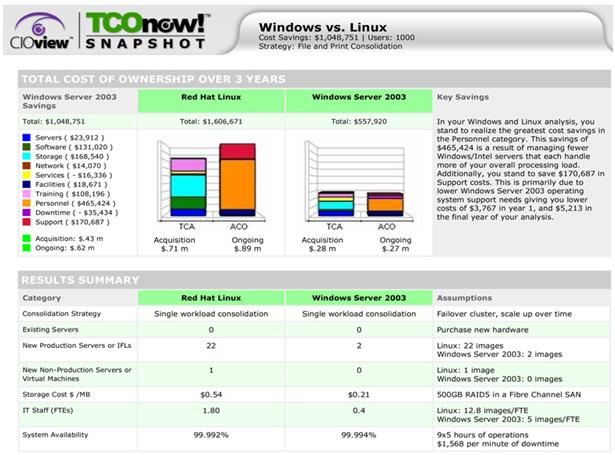 CIOview™
TCOnow!™
SNAPSHOT
Windows vs. Linux
Cost Savings: $1,048,751 | Users: 1000
Strategy: File and Print Consolidation
TOTAL COST OF OWNERSHIP OVER 3 YEARS
Windows Server 2003
Savings
Red Hat Linux
Windows Server 2003
Key Savings
Total: $1,048,751
Total: $1,606,671
Total: $557,920
Servers ( $23,912 )
Software ( $131,020 )
Storage ( $168,540 )
Network ( $14,070 )
Services ( - $16,336 )
Facilities ( $18,671 )
Training ( $108,196 )
Personnel ( $465,424 )
Downtime ( - $35,434 )
Support ( $170,687 )
Acquisition: $.43 m
Ongoing: $.62 m
TCA
ACO
Acquisition
Ongoing
$.71 m
$.89 m
TCA
ACO
Acquisition
Ongoing
$.28 m
$.27 m
In your Windows and Linux analysis, you
stand to realize the greatest cost savings in
the Personnel category. This savings of
$465,424 is a result of managing fewer
Windows/Intel servers that each handle
more of your overall processing load.
Additionally, you stand to save $170,687 in
Support costs. This is primarily due to
lower Windows Server 2003 operating
system support needs giving you lower
costs of $3,767 in year 1, and $5,213 in
the final year of your analysis.
RESULTS SUMMARY
Category
Red Hat Linux
Windows Server 2003
Assumptions
Consolidation Strategy
Single workload consolidation
Single workload consolidation
Failover cluster, scale up over time
Existing Servers
0
0
Purchase new hardware
New Production Servers or IFLs
22
2
Linux: 22 images
Windows Server 2003: 2 images
New Non-Production Servers or
Virtual Machines
1
0
Linux: 1 image
Windows Server 2003: 0 images
Storage Cost $ /MB
$0.54
$0.21
500GB RAID5 in a Fibre Channel SAN
IT Staff (FTEs)
1.80
0.4
Linux: 12.8 images/FTE
Windows Server 2003: 5 images/FTE
System Availability
99.992%
99.994%
9x5 hours of operations
$1,568 per minute of downtime